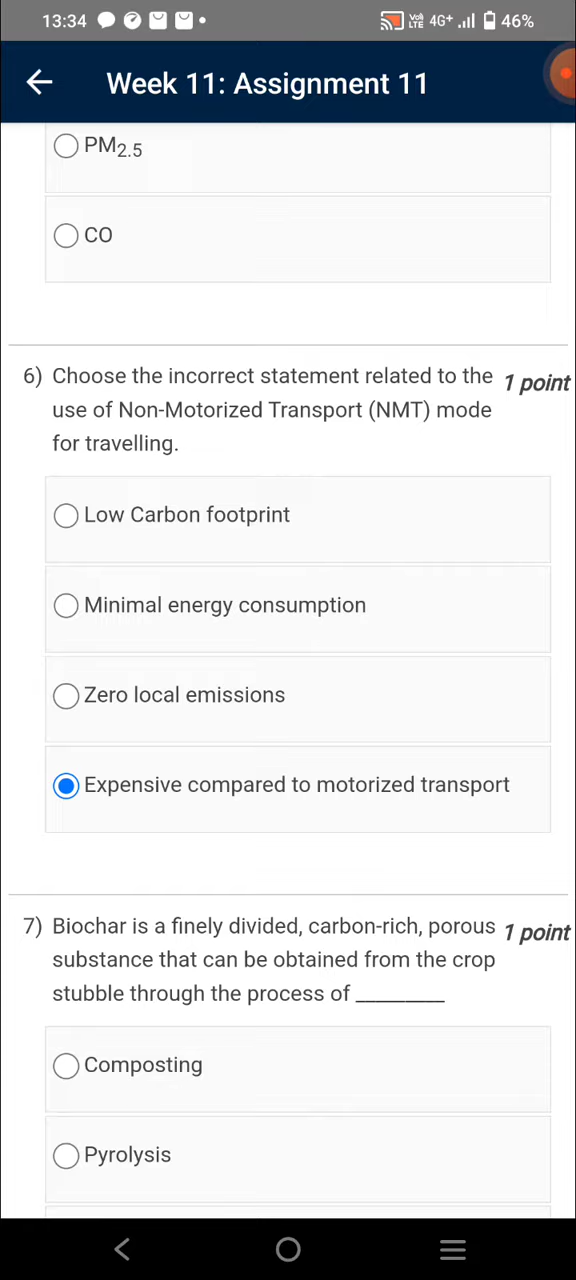 13:34 VoD LTE 4G+ 46%
Week 11: Assignment 11
PM2.5
CO
6) Choose the incorrect statement related to the 1 point
use of Non-Motorized Transport (NMT) mode
for travelling.
Low Carbon footprint
Minimal energy consumption
Zero local emissions
Expensive compared to motorized transport
7) Biochar is a finely divided, carbon-rich, porous 1 point
substance that can be obtained from the crop
stubble through the process of ________
Composting
Pyrolysis